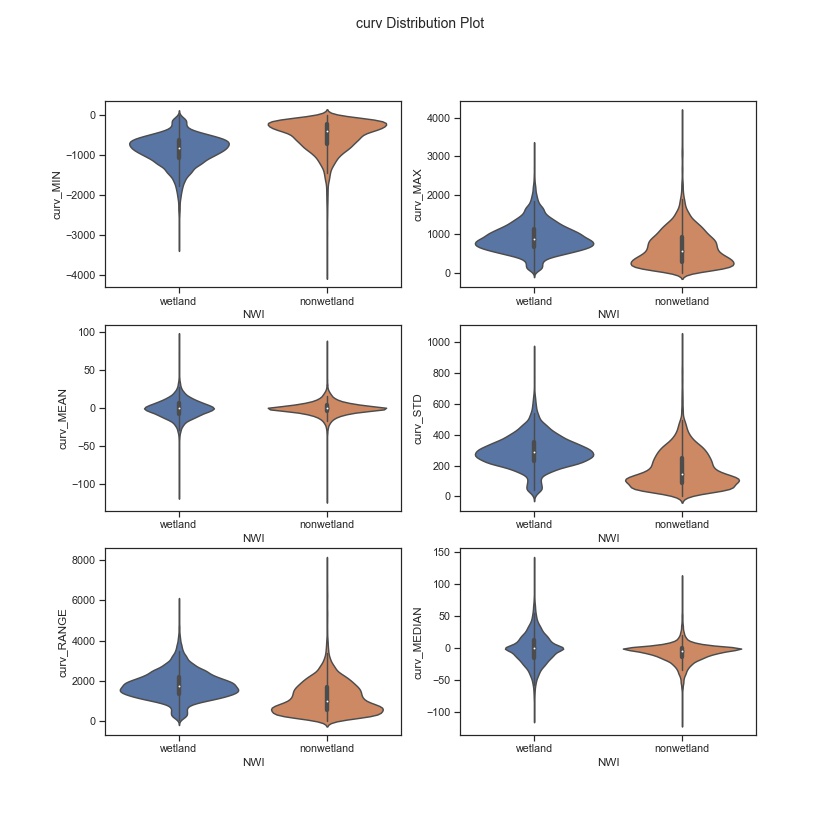 curv Distribution Plot
0
−1000
−2000
−3000
−4000
curv_MIN
wetland nonwetland
NWI
4000
3000
2000
1000
0
curv_MAX
wetland nonwetland
NWI
100
50
0
−50
−100
curv_MEAN
wetland nonwetland
NWI
1000
800
600
400
200
0
curv_STD
wetland nonwetland
NWI
8000
6000
4000
2000
0
curv_RANGE
wetland nonwetland
NWI
150
100
50
0
−50
−100
curv_MEDIAN
wetland nonwetland
NWI